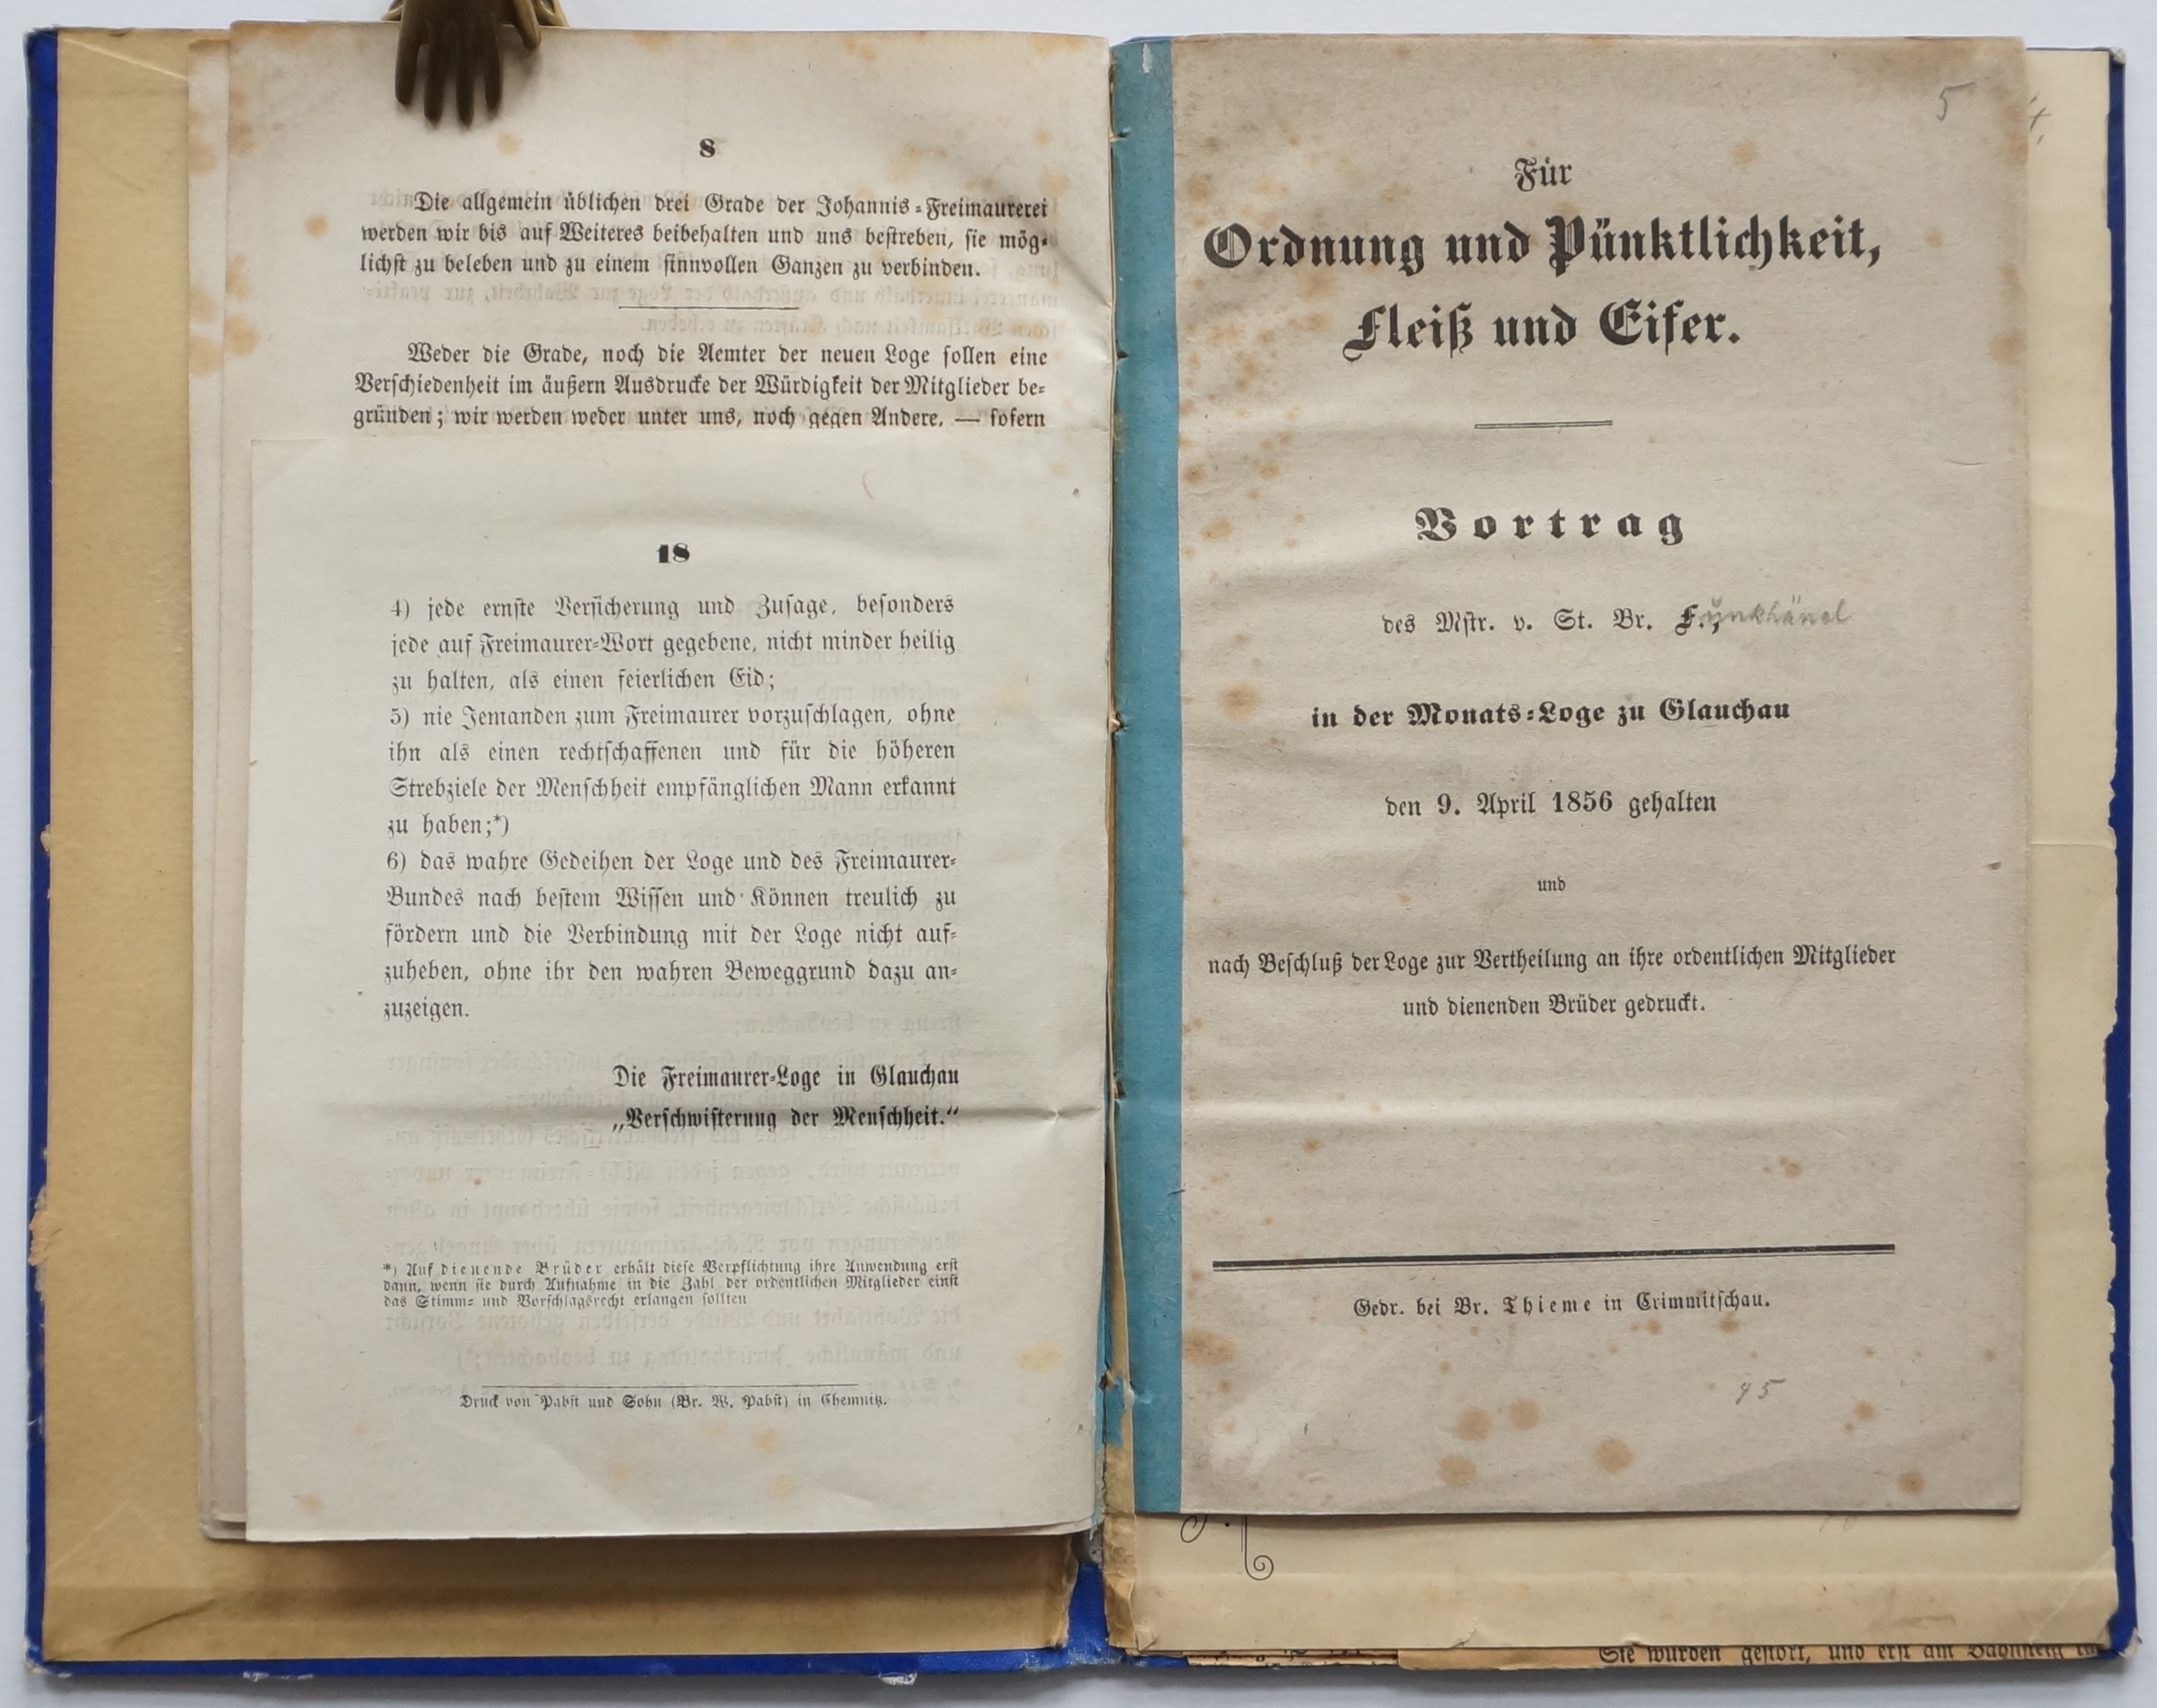 8
Die allgemein üblichen drei Grade der Johannis-Freimaurerei
werden wir bis auf Weiteres beibehalten und uns bestreben, sie mög-
lichst zu beleben und zu einem sinnvollen Ganzen zu verbinden.
Weder die Grade, noch die Aemter der neuen Loge sollen eine
Verschiedenheit im äußern Ausdrucke der Würdigkeit der Mitglieder be-
gründen; wir werden weder unter uns, noch gegen Andere, — sofern
18
4) jede ernste Versicherung und Zusage, besonders
jede auf Freimaurer-Wort gegebene, nicht minder heilig
zu halten, als einen feierlichen Eid;
5) nie Jemanden zum Freimaurer vorzuschlagen, ohne
ihn als einen rechtschaffenen und für die höheren
Strebziele der Menschheit empfänglichen Mann erkannt
zu haben;*)
6) das wahre Gedeihen der Loge und des Freimaurer-
Bundes nach bestem Wissen und Können treulich zu
fördern und die Verbindung mit der Loge nicht auf-
zuheben, ohne ihr den wahren Beweggrund dazu an-
zuzeigen.
Die Freimaurer-Loge in Glauchau
„Verschwisterung der Menschheit.“
*) Auf dienende Brüder erhält diese Verpflichtung ihre Anwendung erst
dann, wenn sie durch Aufnahme in die Zahl der ordentlichen Mitglieder einst
das Stimm- und Vorschlagsrecht erlangen sollten
Druck von Pabst und Sohn (Br. W. Pabst) in Chemnitz.
5
Für
Ordnung und Pünktlichkeit,
Fleiß und Eifer.
Vortrag
des Mstr. v. St. Br. F., unkhänel
in der Monats-Loge zu Glauchau
den 9. April 1856 gehalten
und
nach Beschluß der Loge zur Vertheilung an ihre ordentlichen Mitglieder
und dienenden Brüder gedruckt.
Gedr. bei Br. Thieme in Crimmitschau.
45
Sie wurden gestört, und erst am